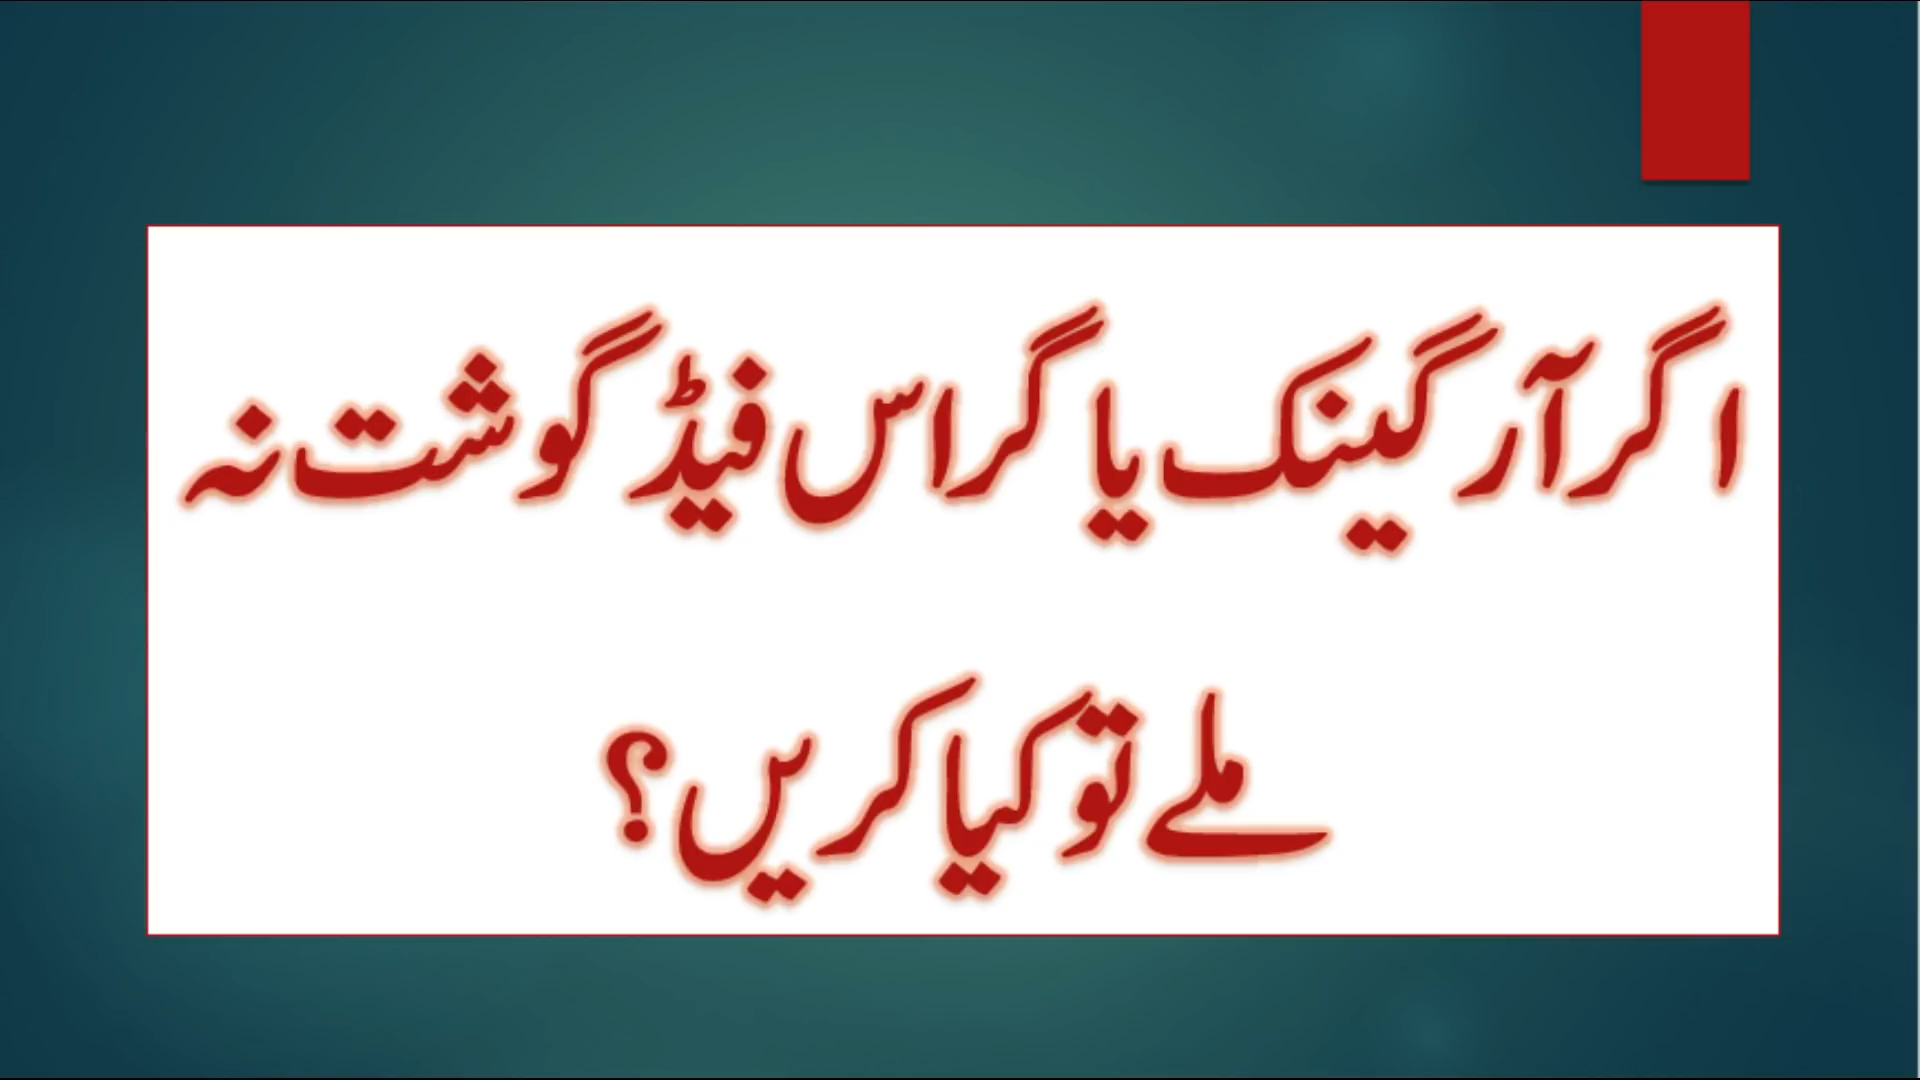 اگر آرگینک یا گراس فیڈ گوشت نہ
ملے تو کیا کریں؟